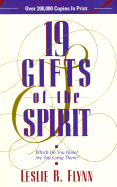 Over 200,000 Copies In Print
19
GIFTS
of the
SPIRIT
Which Do You Have?
Are You Using Them?
LESLIE B. FLYNN